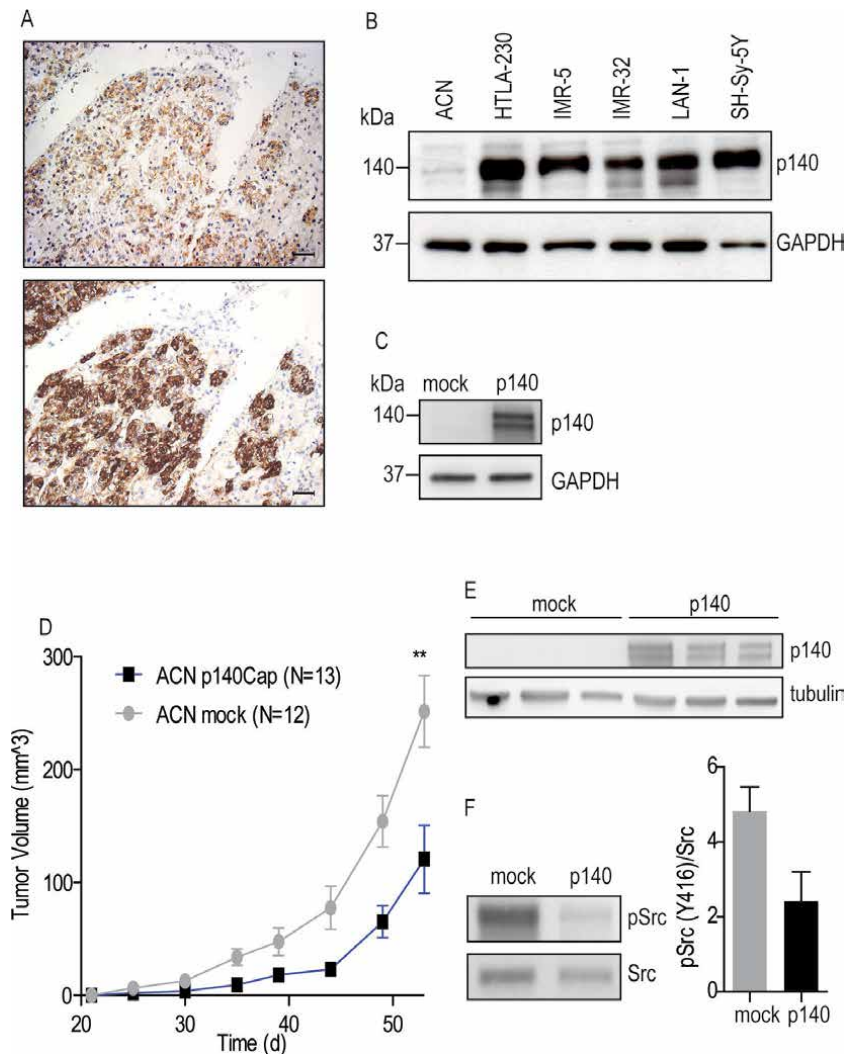 A
B
ACN
HTLA-230
IMR-5
IMR-32
LAN-1
SH-Sy-5Y
kDa
140
p140
37
GAPDH
C
kDa
mock
p140
140
p140
37
GAPDH
D
300
200
100
0
20
30
40
50
Tumor Volume (mm^3)
Time (d)
ACN p140Cap (N=13)
ACN mock (N=12)
**
E
mock
p140
p140
tubulin
F
mock
p140
pSrc
Src
pSrc (Y416)/Src
6
4
2
0
mock p140